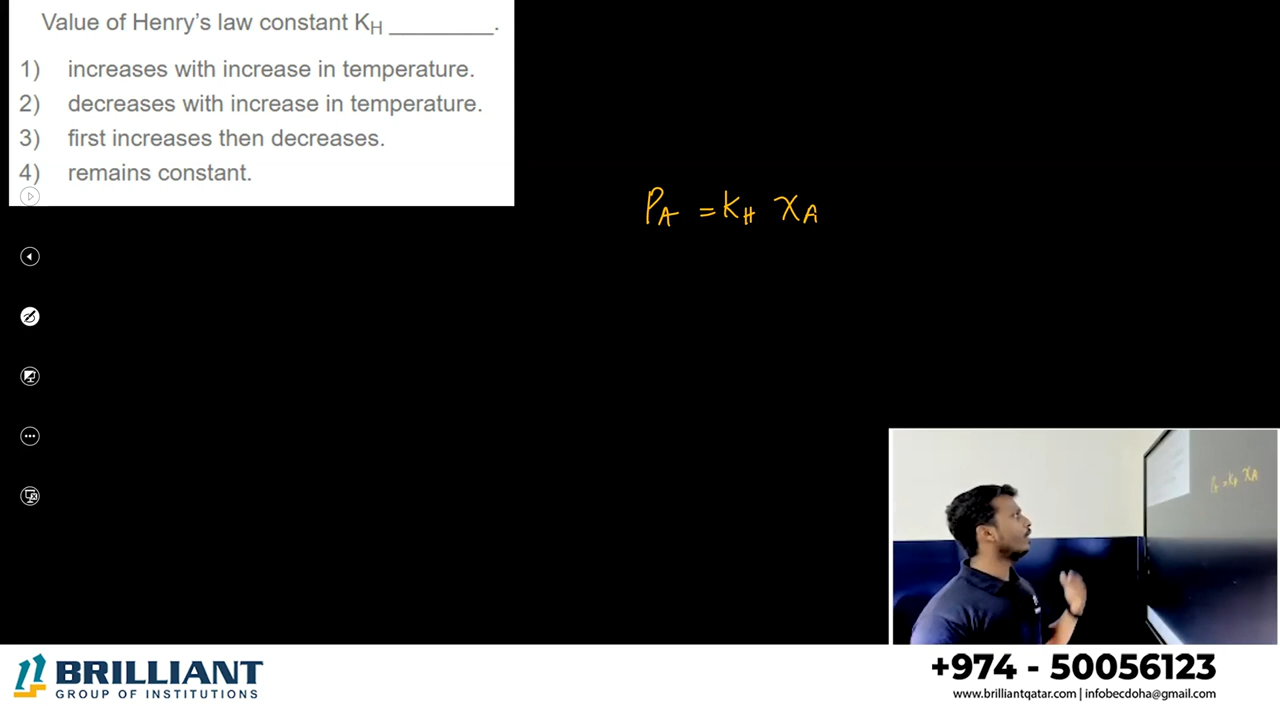 Value of Henry's law constant KH ________.
1) increases with increase in temperature.
2) decreases with increase in temperature.
3) first increases then decreases.
4) remains constant.
PA = KH XA
BRILLIANT
GROUP OF INSTITUTIONS
+974 - 50056123
www.brilliantqatar.com | infobecdoha@gmail.com